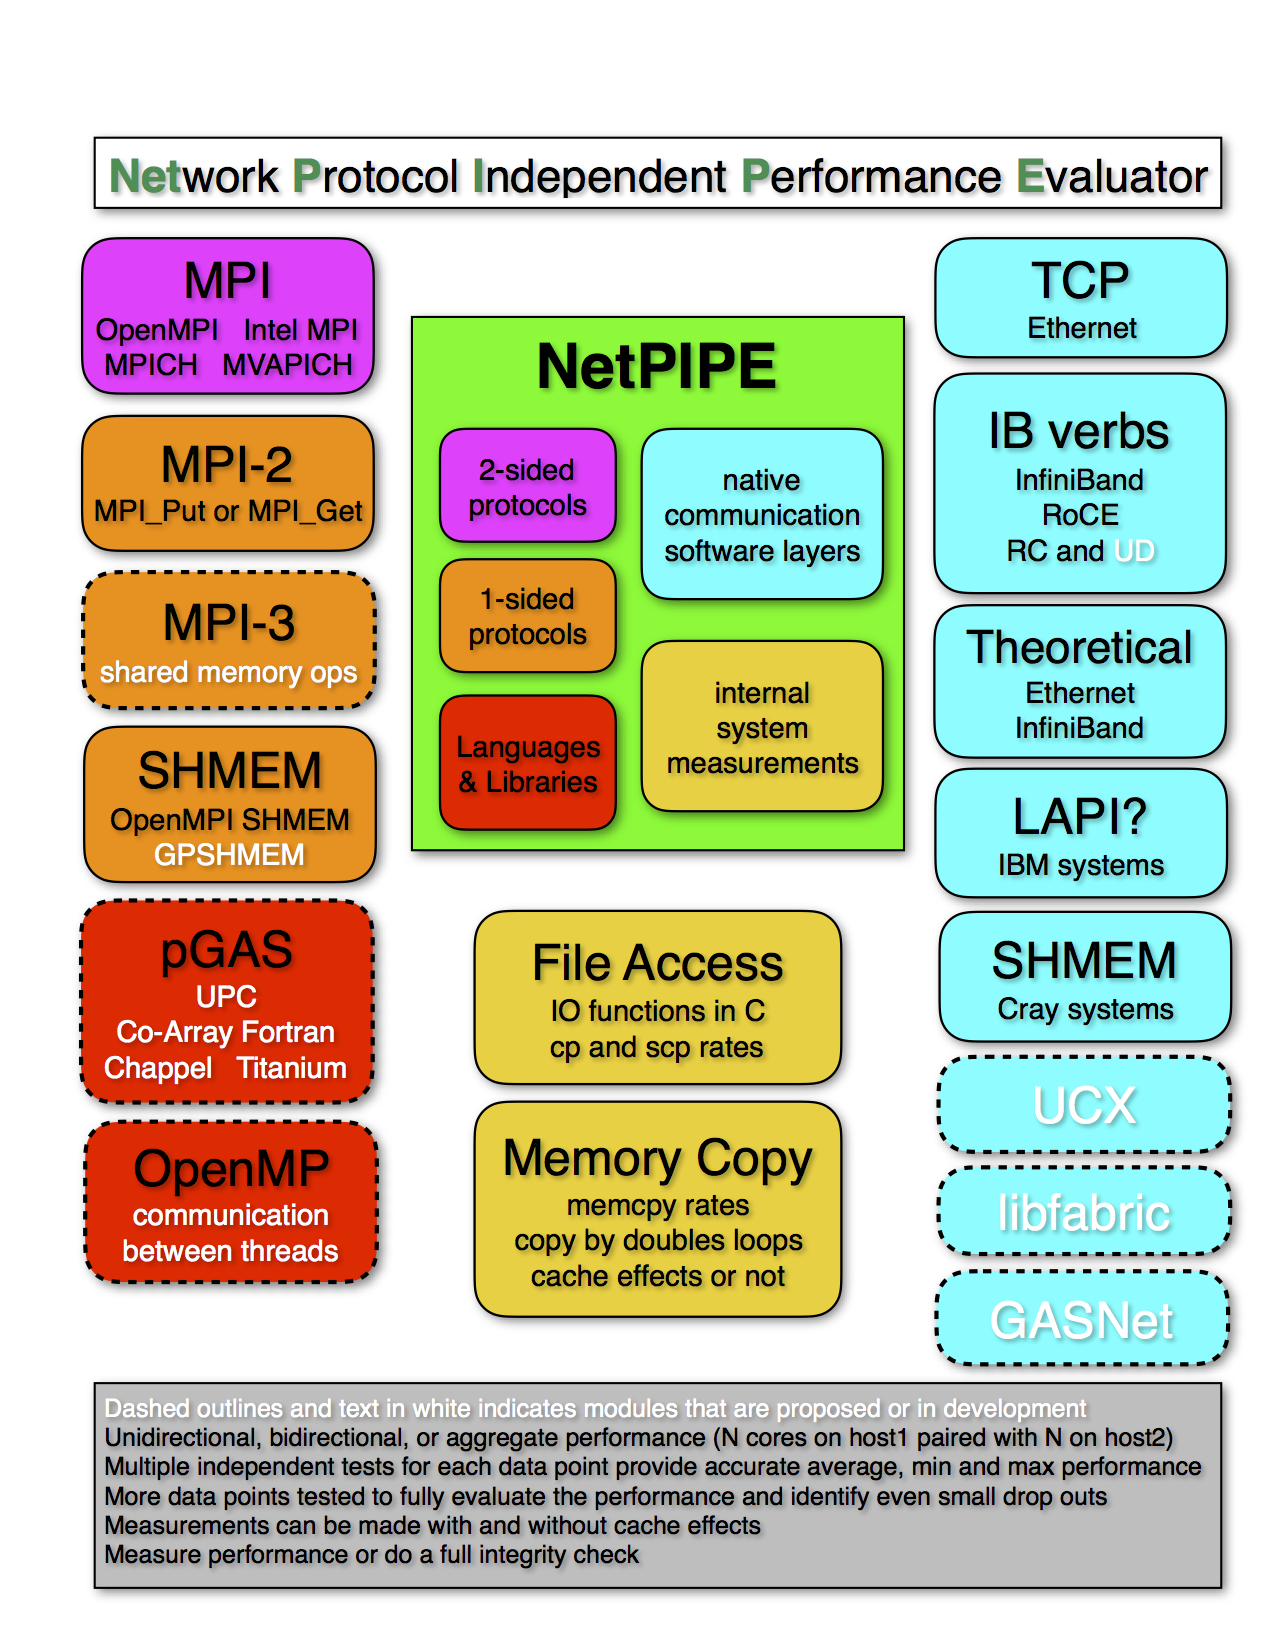 Network Protocol Independent Performance Evaluator
MPI
OpenMPI Intel MPI
MPICH MVAPICH
MPI-2
MPI_Put or MPI_Get
MPI-3
shared memory ops
SHMEM
OpenMPI SHMEM
GPSHMEM
pGAS
UPC
Co-Array Fortran
Chappel Titanium
OpenMP
communication
between threads
NetPIPE
2-sided
protocols
1-sided
protocols
Languages
& Libraries
native
communication
software layers
internal
system
measurements
File Access
IO functions in C
cp and scp rates
Memory Copy
memcpy rates
copy by doubles loops
cache effects or not
TCP
Ethernet
IB verbs
InfiniBand
RoCE
RC and UD
Theoretical
Ethernet
InfiniBand
LAPI?
IBM systems
SHMEM
Cray systems
UCX
libfabric
GASNet
Dashed outlines and text in white indicates modules that are proposed or in development
Unidirectional, bidirectional, or aggregate performance (N cores on host1 paired with N on host2)
Multiple independent tests for each data point provide accurate average, min and max performance
More data points tested to fully evaluate the performance and identify even small drop outs
Measurements can be made with and without cache effects
Measure performance or do a full integrity check